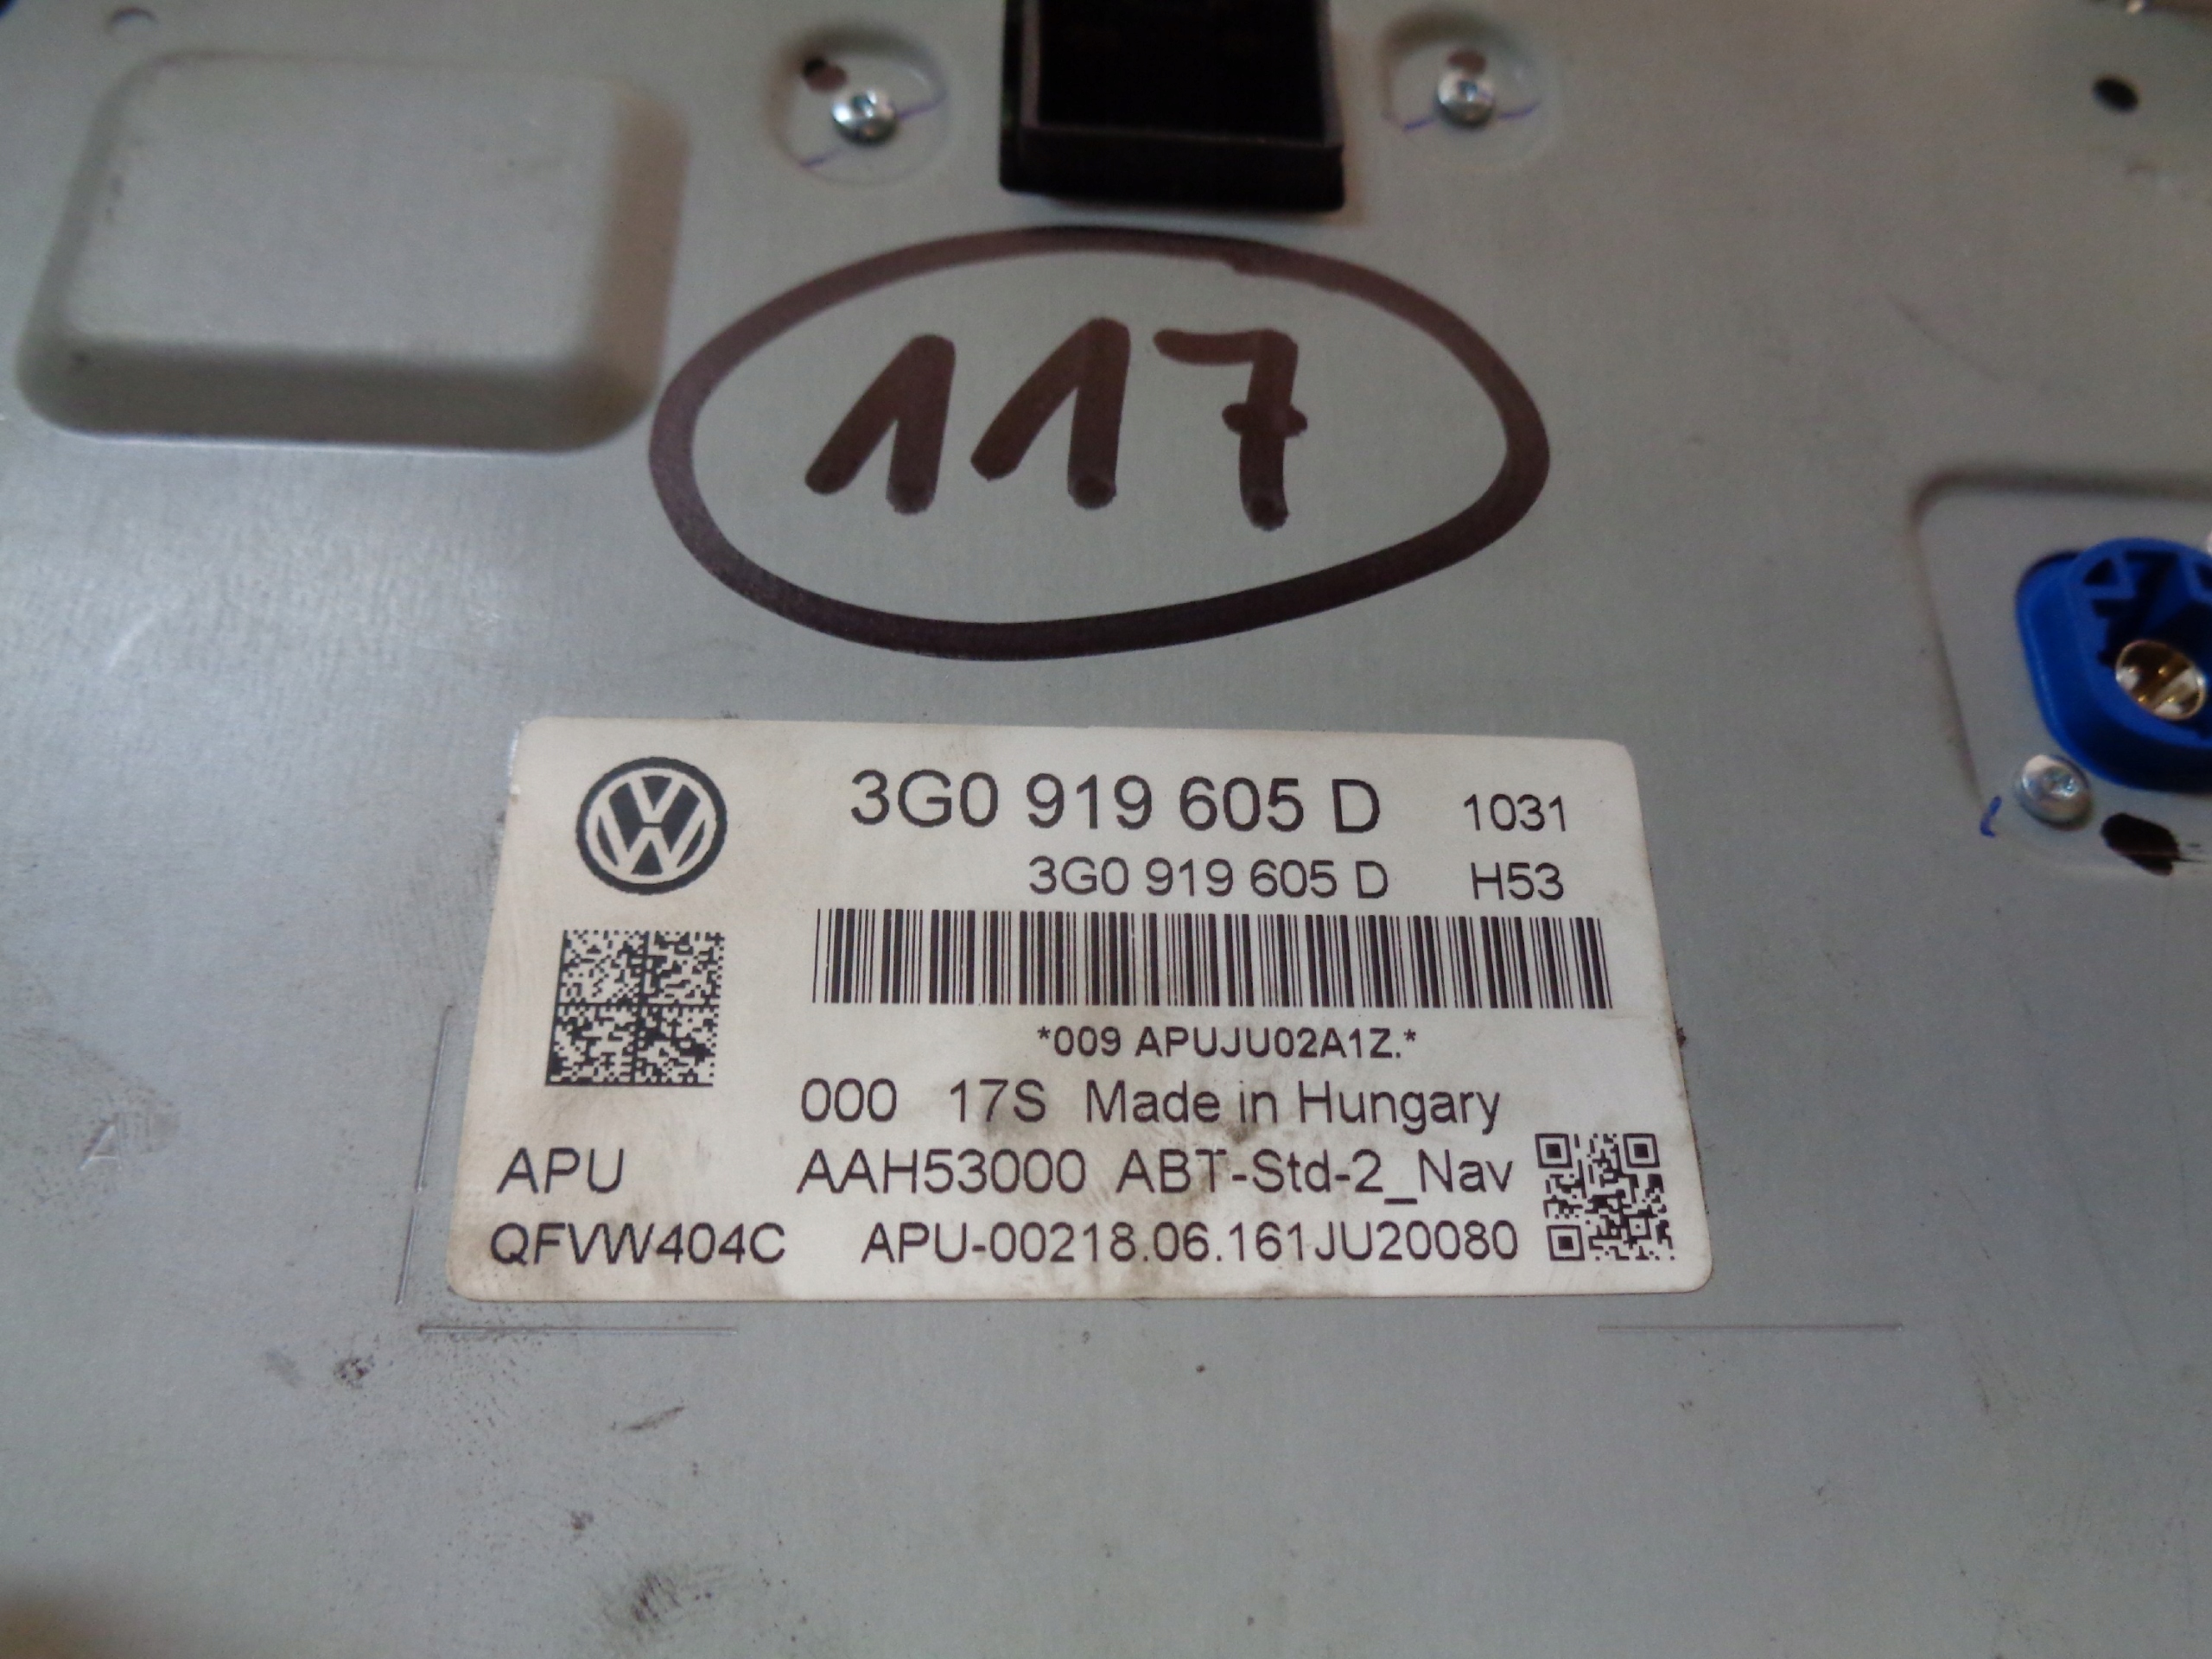 117
3G0 919 605 D 1031
3G0 919 605 D H53
*009 APUJU02A1Z.*
000 17S Made in Hungary
APU AAH53000 ABT-Std-2_Nav
QFVW404C APU-00218.06.161JU20080